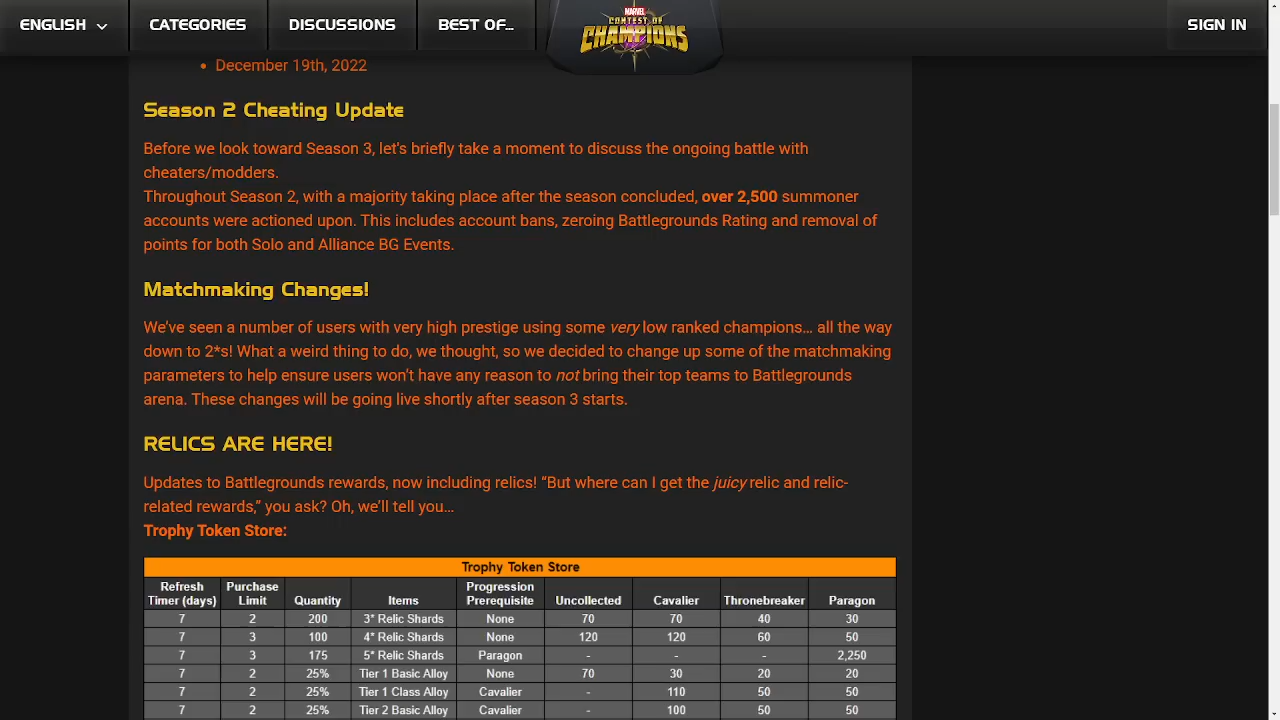 ENGLISH CATEGORIES DISCUSSIONS BEST OF... MARVEL CONTEST OF CHAMPIONS SIGN IN
• December 19th, 2022
Season 2 Cheating Update
Before we look toward Season 3, let's briefly take a moment to discuss the ongoing battle with
cheaters/modders.
Throughout Season 2, with a majority taking place after the season concluded, over 2,500 summoner
accounts were actioned upon. This includes account bans, zeroing Battlegrounds Rating and removal of
points for both Solo and Alliance BG Events.
Matchmaking Changes!
We've seen a number of users with very high prestige using some very low ranked champions… all the way
down to 2*s! What a weird thing to do, we thought, so we decided to change up some of the matchmaking
parameters to help ensure users won't have any reason to not bring their top teams to Battlegrounds
arena. These changes will be going live shortly after season 3 starts.
RELICS ARE HERE!
Updates to Battlegrounds rewards, now including relics! “But where can I get the juicy relic and relic-
related rewards,” you ask? Oh, we'll tell you…
Trophy Token Store:
Trophy Token Store
Refresh Timer (days) Purchase Limit Quantity Items Progression Prerequisite Uncollected Cavalier Thronebreaker Paragon
7 2 200 3* Relic Shards None 70 70 40 30
7 3 100 4* Relic Shards None 120 120 60 50
7 3 175 5* Relic Shards Paragon - - - 2,250
7 2 25% Tier 1 Basic Alloy None 70 30 20 20
7 2 25% Tier 1 Class Alloy Cavalier - 110 50 50
7 2 25% Tier 2 Basic Alloy Cavalier - 100 50 50